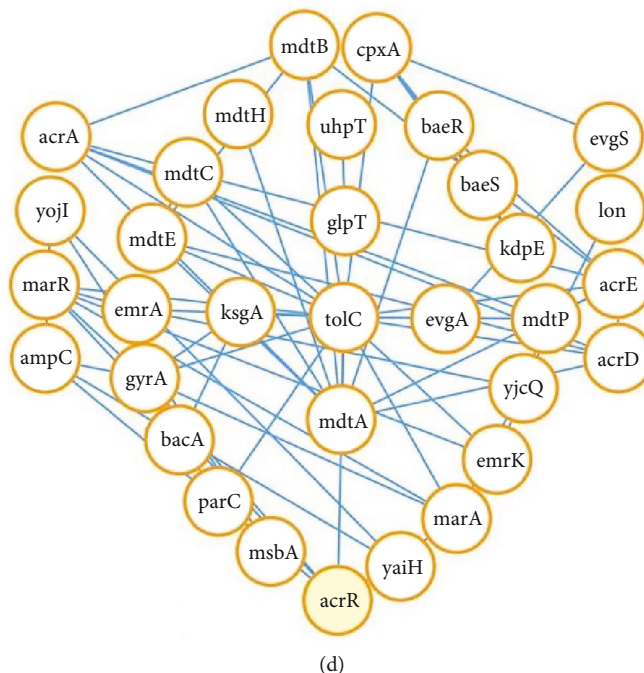 mdtB
cpxA
mdtH
uhpT
baeR
acrA
evgS
mdtC
baeS
yojI
glpT
lon
mdtE
kdpE
marR
acrE
emrA
ksgA
tolC
evgA
mdtP
ampC
acrD
gyrA
yjcQ
mdtA
bacA
emrK
parC
marA
msbA
yaiH
acrR
(d)